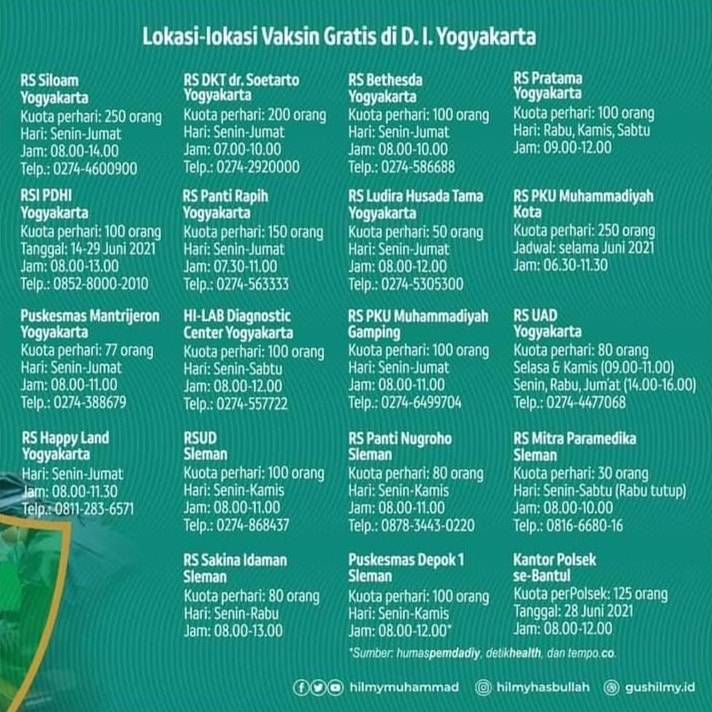 Lokasi-lokasi Vaksin Gratis di D. I. Yogyakarta
RS Siloam
Yogyakarta
Kuota perhari: 250 orang
Hari: Senin-Jumat
Jam: 08.00-14.00
Telp.: 0274-4600900
RS DKT dr. Soetarto
Yogyakarta
Kuota perhari: 200 orang
Hari: Senin-Jumat
Jam: 07.00-10.00
Telp.: 0274-2920000
RS Bethesda
Yogyakarta
Kuota perhari: 100 orang
Hari: Senin-Jumat
Jam: 08.00-10.00
Telp.: 0274-586688
RS Pratama
Yogyakarta
Kuota perhari: 100 orang
Hari: Rabu, Kamis, Sabtu
Jam: 09.00-12.00
RSI PDHI
Yogyakarta
Kuota perhari: 100 orang
Tanggal: 14-29 Juni 2021
Jam: 08.00-13.00
Telp.: 0852-8000-2010
RS Panti Rapih
Yogyakarta
Kuota perhari: 150 orang
Hari: Senin-Jumat
Jam: 07.30-11.00
Telp.: 0274-563333
RS Ludira Husada Tama
Yogyakarta
Kuota perhari: 50 orang
Hari: Senin-Jumat
Jam: 08.00-12.00
Telp.: 0274-5305300
RS PKU Muhammadiyah
Kota
Kuota perhari: 250 orang
Jadwal: selama Juni 2021
Jam: 06.30-11.30
Puskesmas Mantrijeron
Yogyakarta
Kuota perhari: 77 orang
Hari: Senin-Jumat
Jam: 08.00-11.00
Telp.: 0274-388679
HI-LAB Diagnostic
Center Yogyakarta
Kuota perhari: 100 orang
Hari: Senin-Sabtu
Jam: 08.00-12.00
Telp.: 0274-557722
RS PKU Muhammadiyah
Gamping
Kuota perhari: 100 orang
Hari: Senin-Jumat
Jam: 08.00-11.00
Telp.: 0274-6499704
RS UAD
Yogyakarta
Kuota perhari: 80 orang
Selasa & Kamis (09.00-11.00)
Senin, Rabu, Jum'at (14.00-16.00)
Telp.: 0274-4477068
RS Happy Land
Yogyakarta
Hari: Senin-Jumat
Jam: 08.00-11.30
Telp.: 0811-283-6571
RSUD
Sleman
Kuota perhari: 100 orang
Hari: Senin-Kamis
Jam: 08.00-11.00
Telp.: 0274-868437
RS Panti Nugroho
Sleman
Kuota perhari: 80 orang
Hari: Senin-Kamis
Jam: 08.00-11.00
Telp.: 0878-3443-0220
RS Mitra Paramedika
Sleman
Kuota perhari: 30 orang
Hari: Senin-Sabtu (Rabu tutup)
Jam: 08.00-10.00
Telp.: 0816-6680-16
RS Sakina Idaman
Sleman
Kuota perhari: 80 orang
Hari: Senin-Rabu
Jam: 08.00-13.00
Puskesmas Depok 1
Sleman
Kuota perhari: 100 orang
Hari: Senin-Kamis
Jam: 08.00-12.00*
Kantor Polsek
se-Bantul
Kuota perPolsek: 125 orang
Tanggal: 28 Juni 2021
Jam: 08.00-12.00
*Sumber: humaspemdadiy, detikhealth, dan tempo.co.
hilmymuhammad hilmyhasbullah gushilmy.id